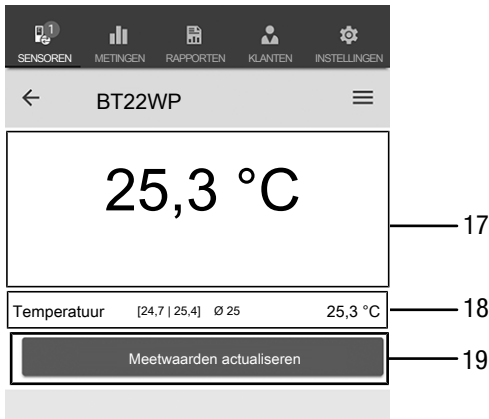 1
SENSOREN METINGEN RAPPORTEN KLANTEN INSTELLINGEN
BT22WP
25,3 °C
17
Temperatuur [24,7 | 25,4] Ø 25 25,3 °C
18
Meetwaarden actualiseren
19